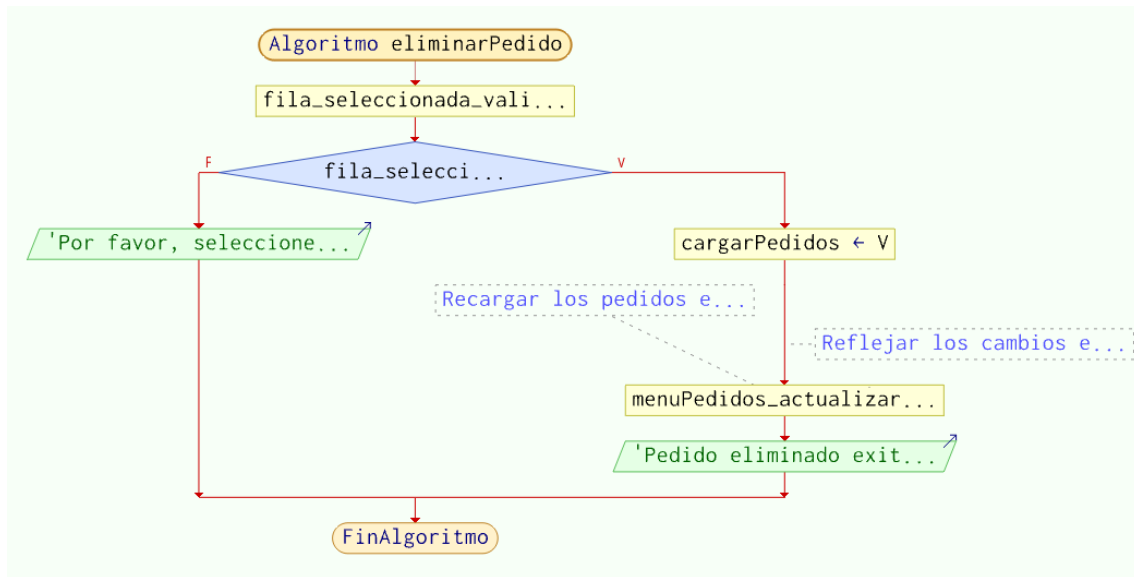 Algoritmo eliminarPedido
fila_seleccionada_vali...
F
fila_selecci...
V
'Por favor, seleccione...
cargarPedidos ← V
Recargar los pedidos e...
Reflejar los cambios e...
menuPedidos_actualizar...
'Pedido eliminado exit...
FinAlgoritmo